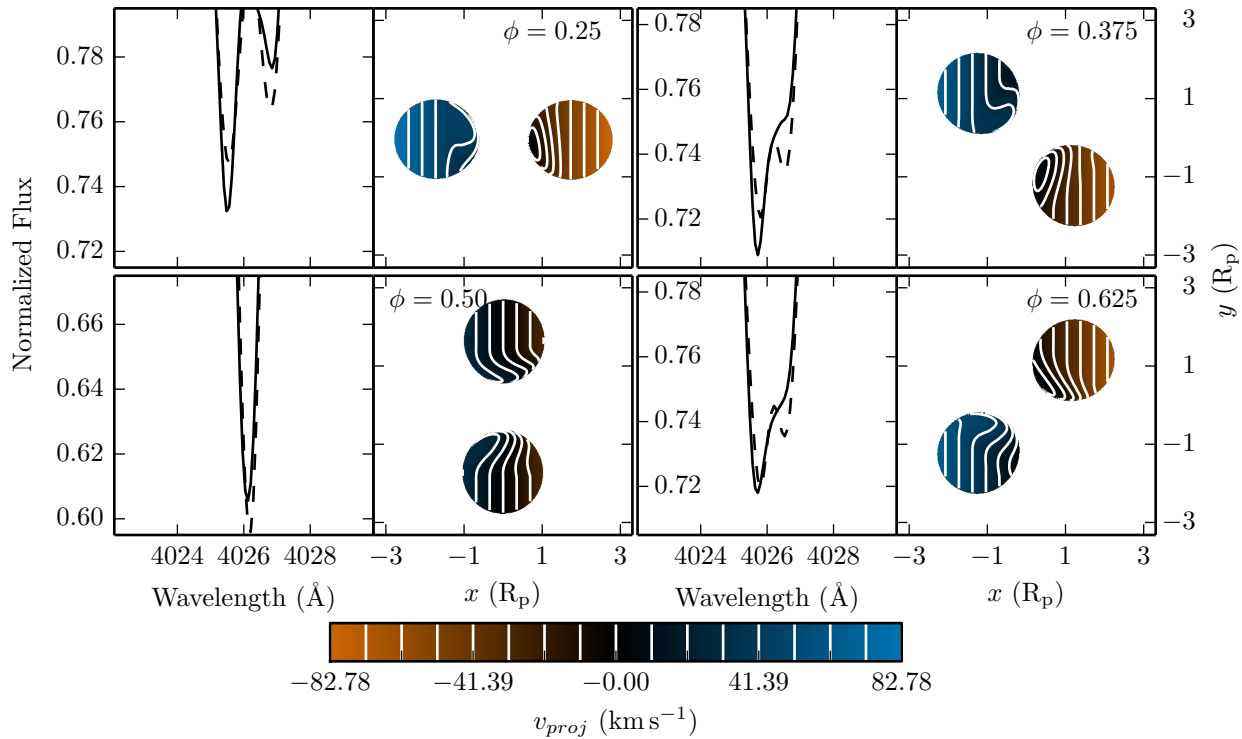 Normalized Flux
0.78
0.76
0.74
0.72
ϕ = 0.25
0.78
0.76
0.74
0.72
ϕ = 0.375
3
1
−1
−3
0.66
0.64
0.62
0.60
ϕ = 0.50
0.78
0.76
0.74
0.72
ϕ = 0.625
3
1
−1
−3
y (R_p)
4024 4026 4028
−3 −1 1 3
4024 4026 4028
−3 −1 1 3
Wavelength (Å)
x (R_p)
Wavelength (Å)
x (R_p)
−82.78 −41.39 −0.00 41.39 82.78
v_proj (km s⁻¹)